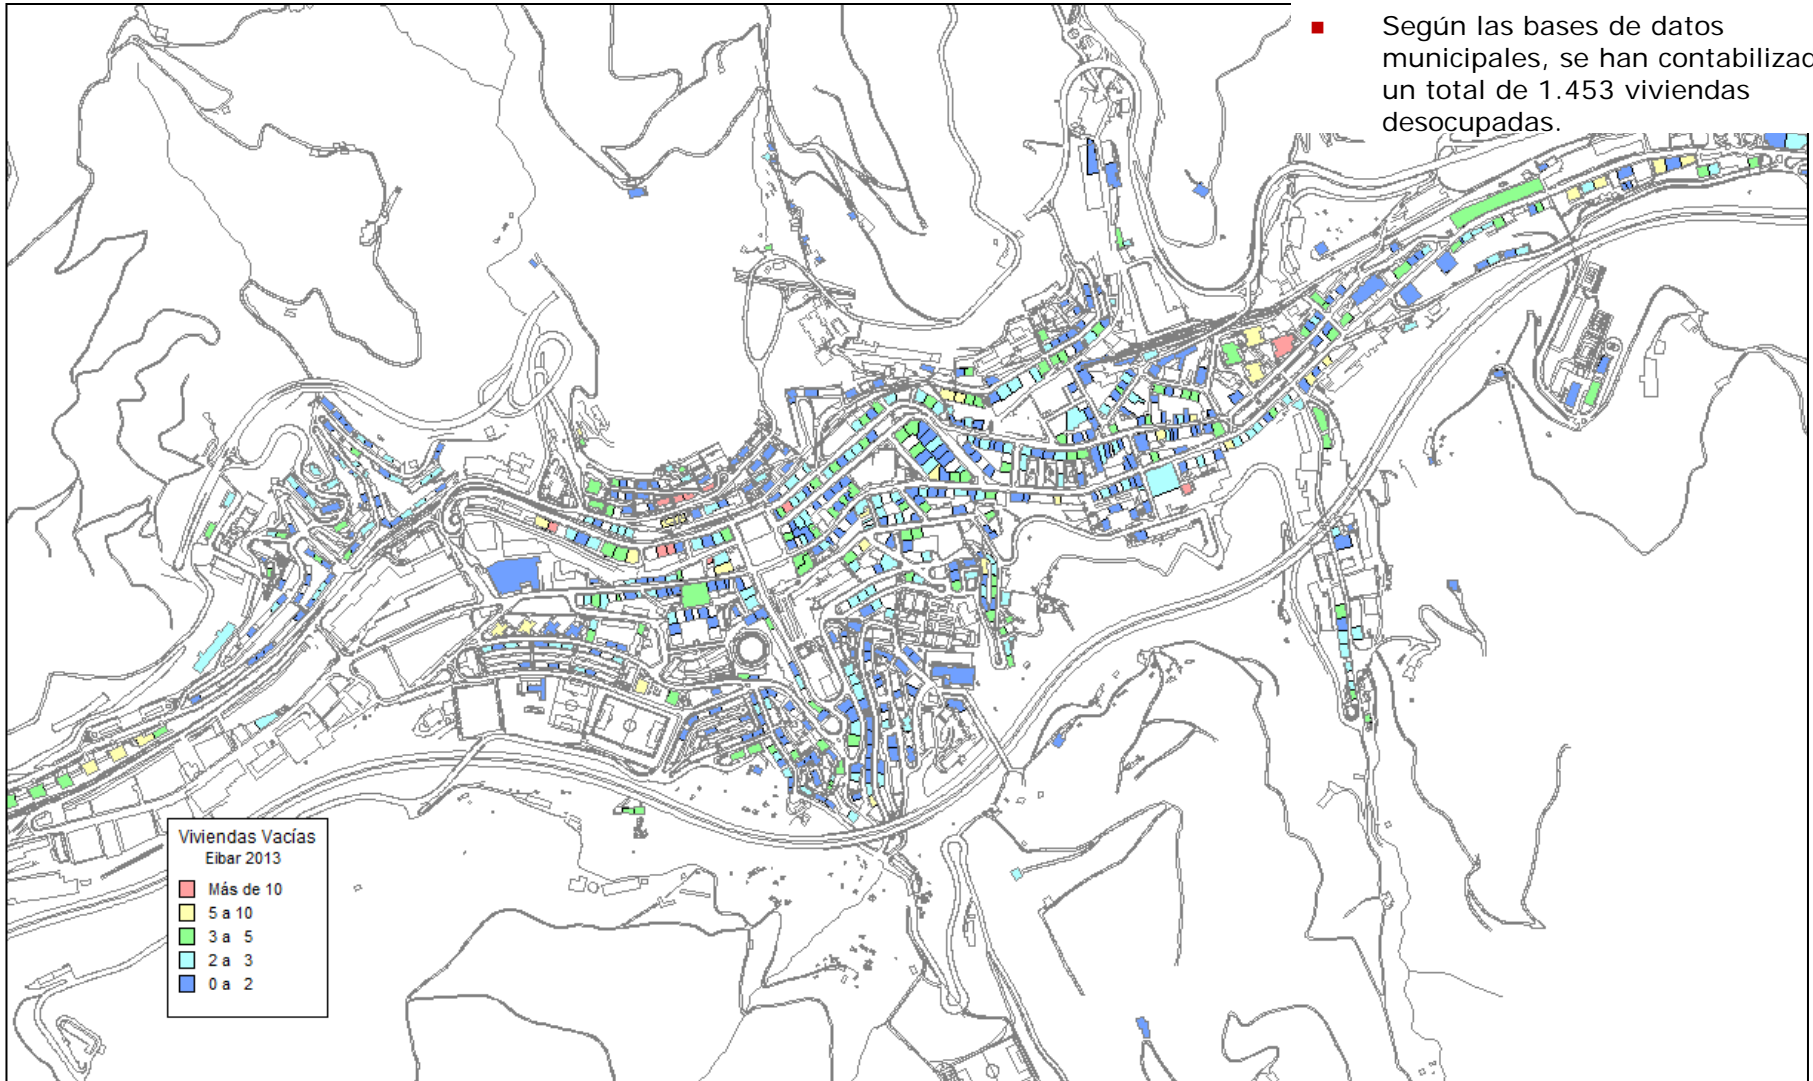 Según las bases de datos
municipales, se han contabilizad
un total de 1.453 viviendas
desocupadas.
Viviendas Vacías
Eibar 2013
Más de 10
5 a 10
3 a 5
2 a 3
0 a 2